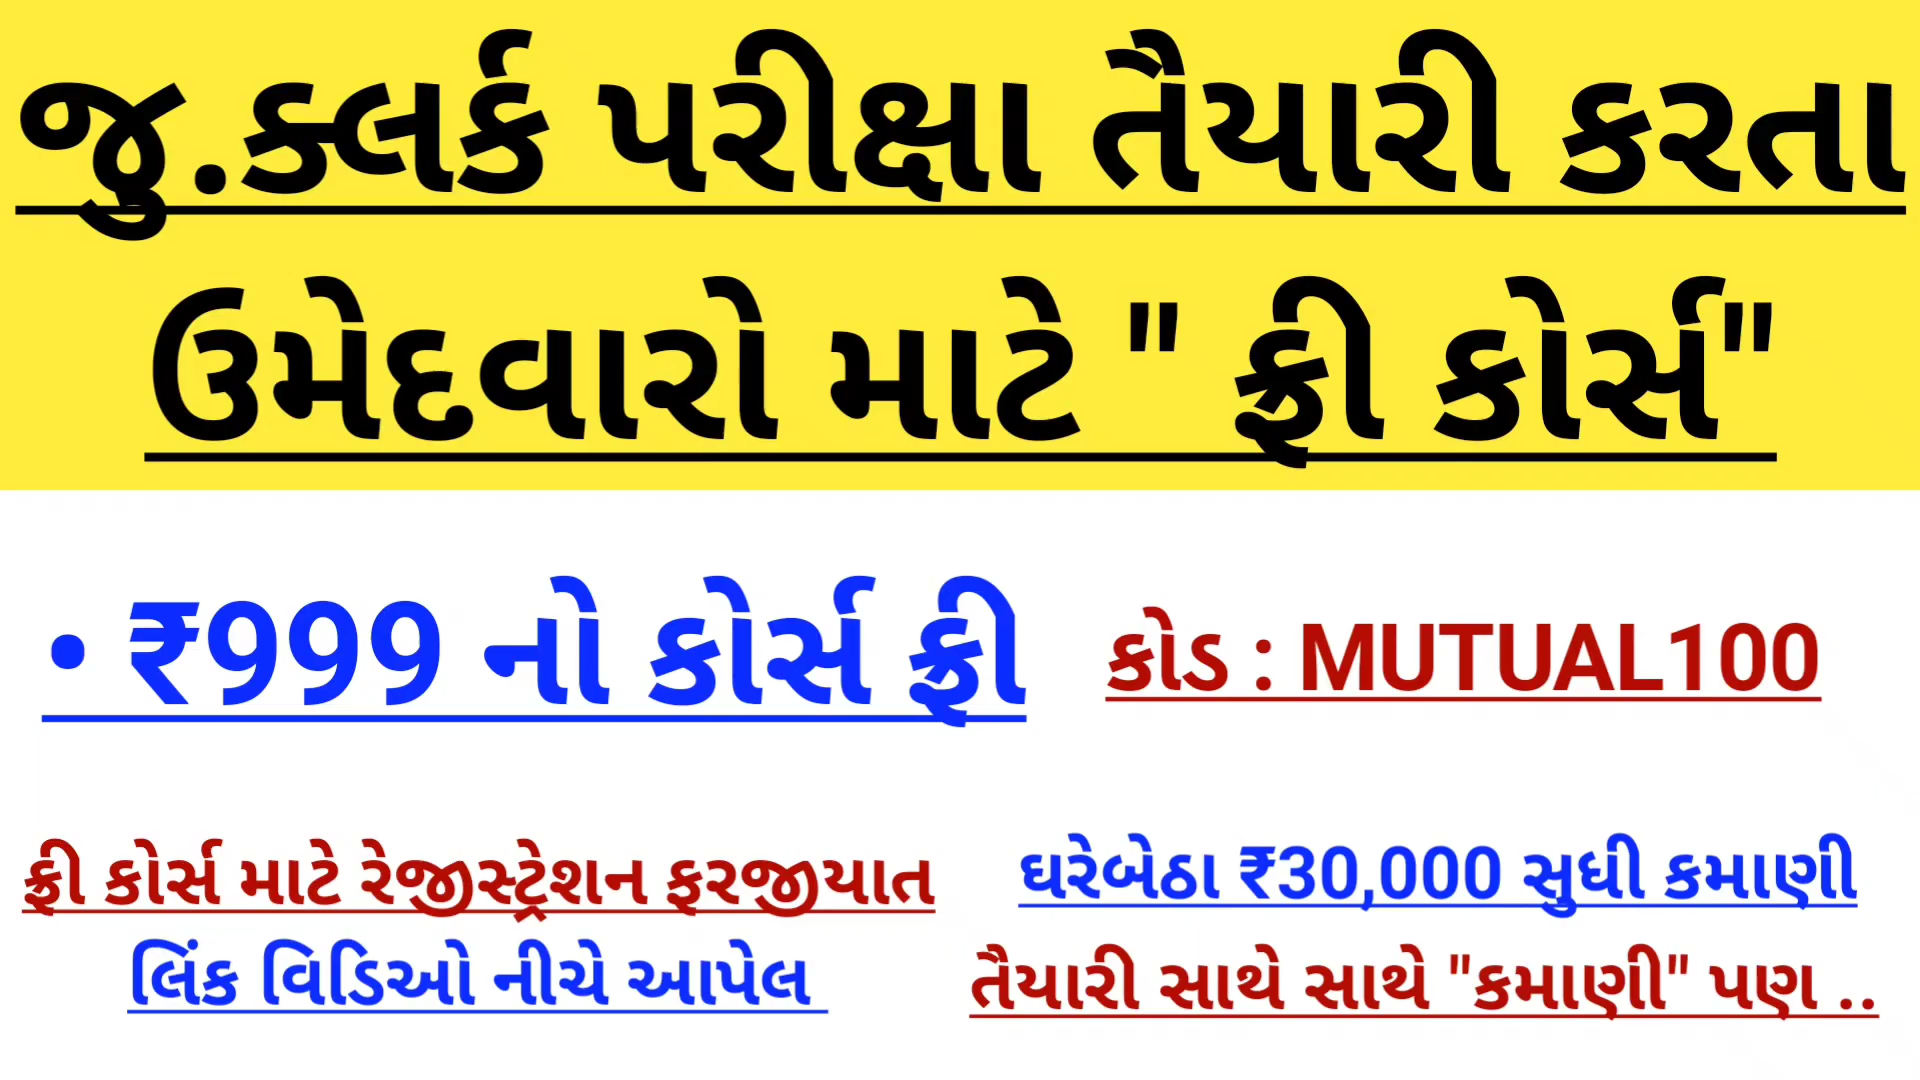 જુ.ક્લર્ક પરીક્ષા તૈયારી કરતા
ઉમેદવારો માટે " ફ્રી કોર્સ"
• ₹999 નો કોર્સ ફ્રી
કોડ : MUTUAL100
ફ્રી કોર્સ માટે રેજીસ્ટ્રેશન ફરજીયાત
લિંક વિડિઓ નીચે આપેલ
ઘરેબેઠા ₹30,000 સુધી કમાણી
તૈયારી સાથે સાથે "કમાણી" પણ ..